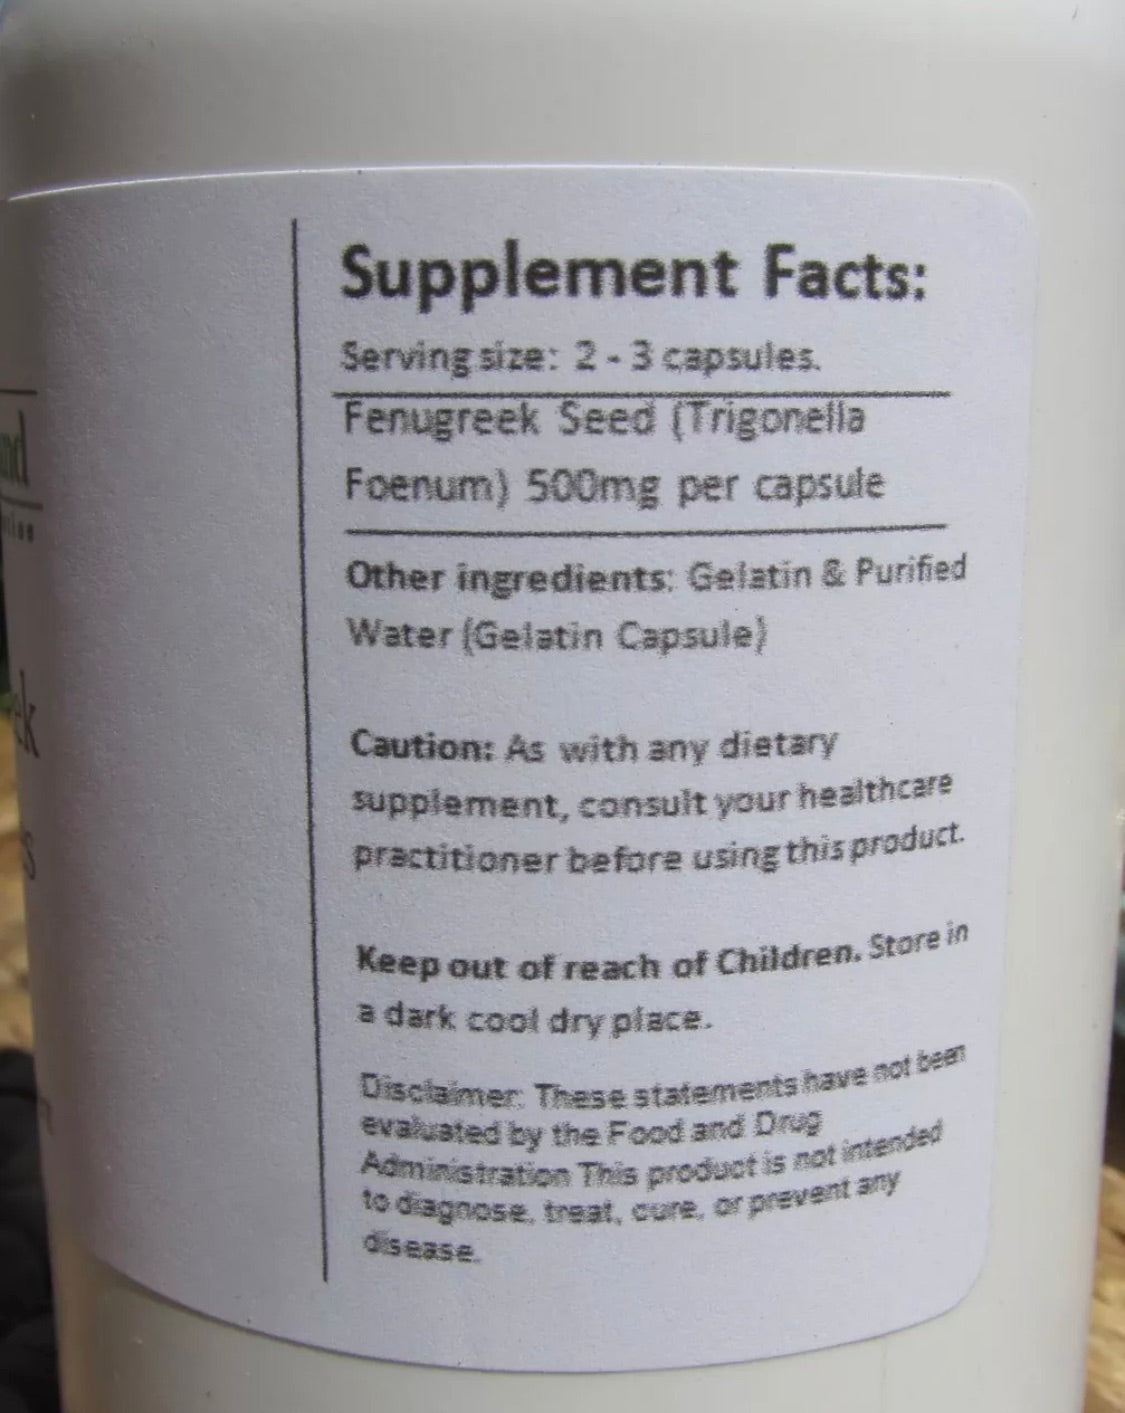 Supplement Facts:
Serving size: 2 - 3 capsules.
Fenugreek Seed (Trigonella
Foenum) 500mg per capsule
Other ingredients: Gelatin & Purified
Water (Gelatin Capsule)
Caution: As with any dietary
supplement, consult your healthcare
practitioner before using this product.
Keep out of reach of Children. Store in
a dark cool dry place.
Disclaimer: These statements have not been
evaluated by the Food and Drug
Administration This product is not intended
to diagnose, treat, cure, or prevent any
disease.